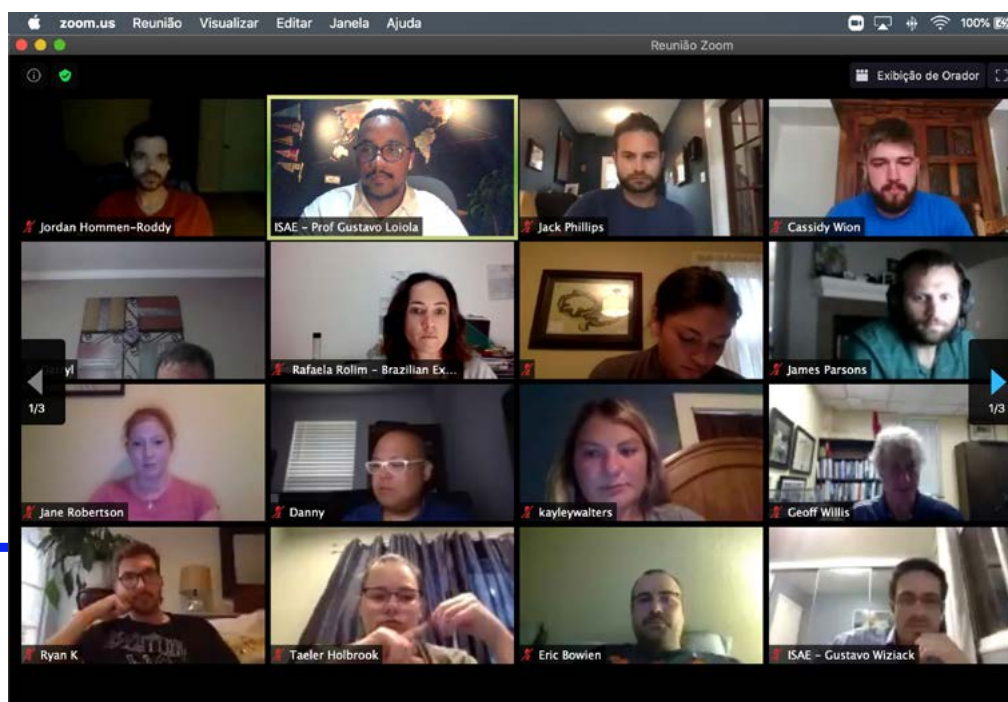 zoom.us Reunião Visualizar Editar Janela Ajuda 100%
Reunião Zoom
Exibição de Orador
Jordan Hommen-Roddy
ISAE - Prof Gustavo Loiola
Jack Phillips
Cassidy Wion
yl
Rafaela Rolim - Brazilian Ex...
James Parsons
1/3
1/3
Jane Robertson
Danny
kayleywalters
Geoff Willis
Ryan K
Taeler Holbrook
Eric Bowien
ISAE - Gustavo Wiziack